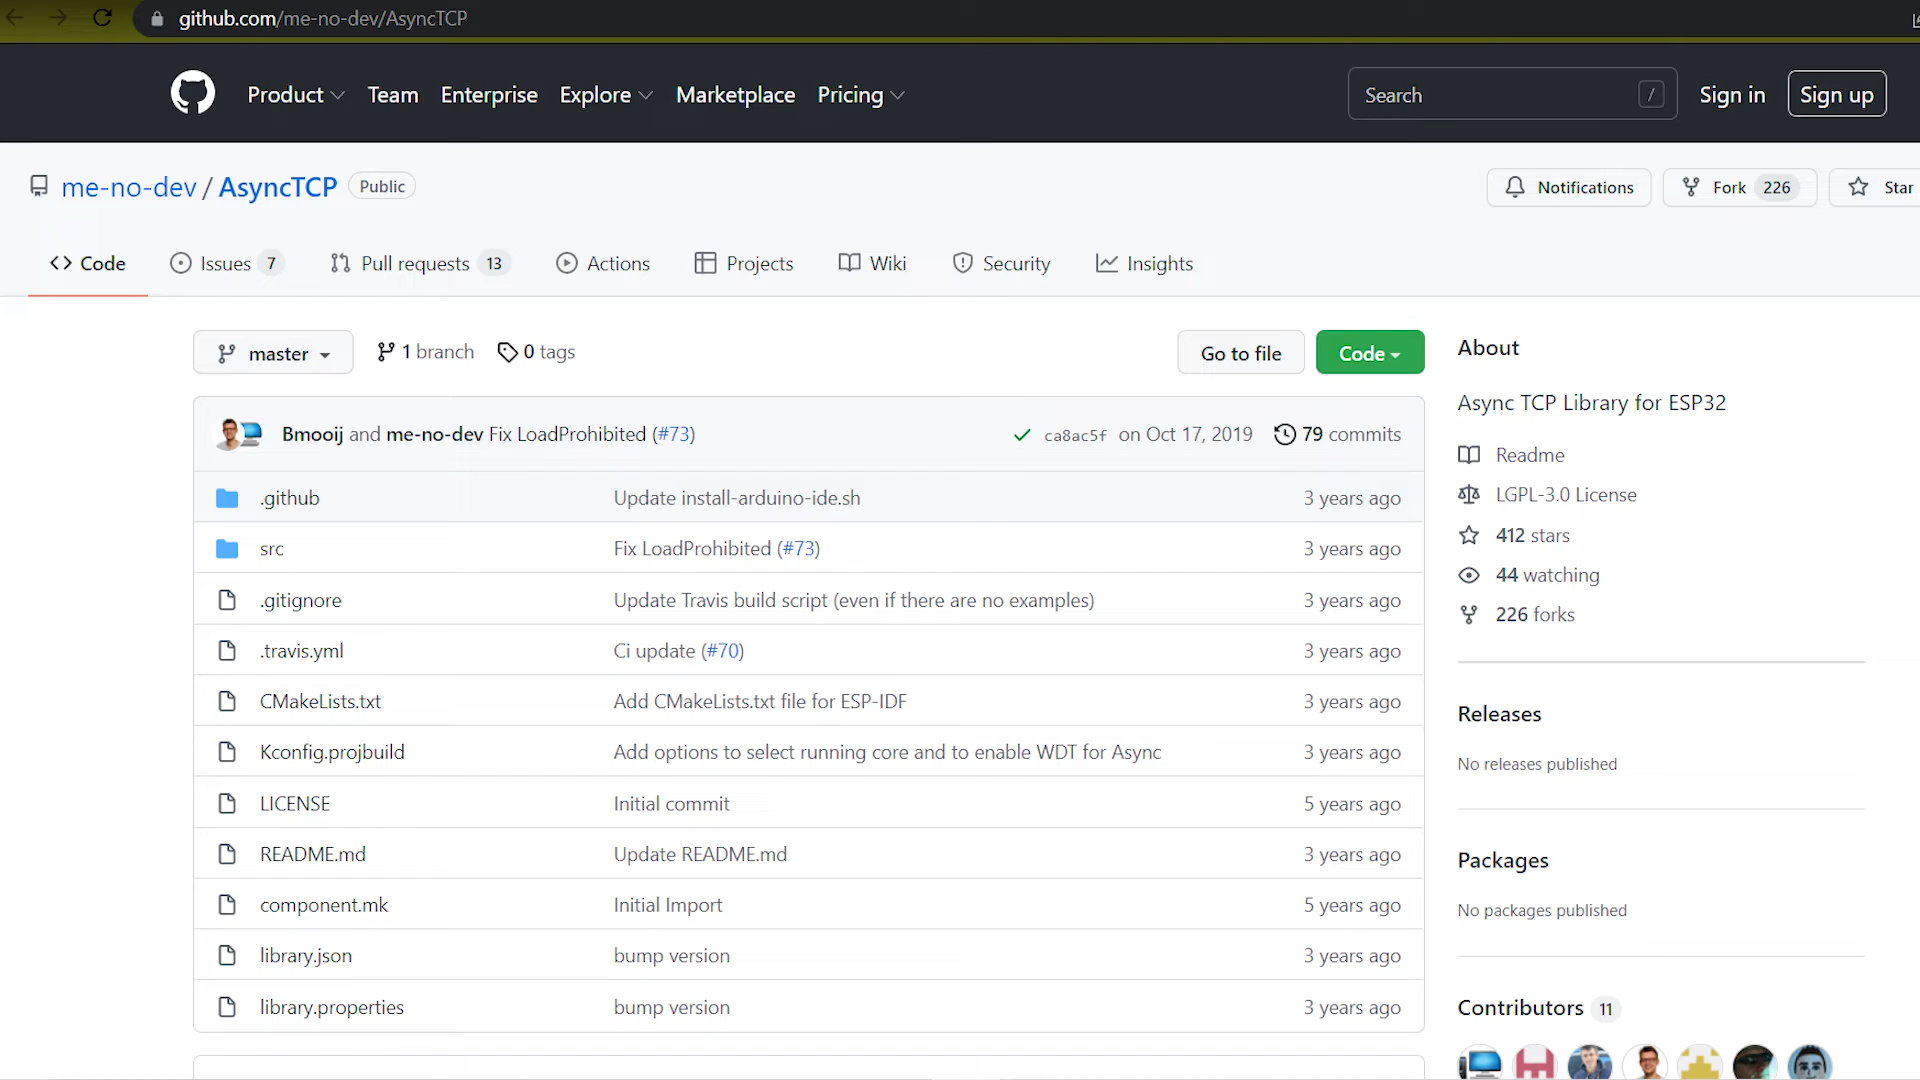 github.com/me-no-dev/AsyncTCP
Product Team Enterprise Explore Marketplace Pricing Search / Sign in Sign up
me-no-dev / AsyncTCP Public Notifications Fork 226 Star
Code Issues 7 Pull requests 13 Actions Projects Wiki Security Insights
master 1 branch 0 tags Go to file Code
Bmooij and me-no-dev Fix LoadProhibited (#73) ca8ac5f on Oct 17, 2019 79 commits
.github Update install-arduino-ide.sh 3 years ago
src Fix LoadProhibited (#73) 3 years ago
.gitignore Update Travis build script (even if there are no examples) 3 years ago
.travis.yml Ci update (#70) 3 years ago
CMakeLists.txt Add CMakeLists.txt file for ESP-IDF 3 years ago
Kconfig.projbuild Add options to select running core and to enable WDT for Async 3 years ago
LICENSE Initial commit 5 years ago
README.md Update README.md 3 years ago
component.mk Initial Import 5 years ago
library.json bump version 3 years ago
library.properties bump version 3 years ago
About
Async TCP Library for ESP32
Readme
LGPL-3.0 License
412 stars
44 watching
226 forks
Releases
No releases published
Packages
No packages published
Contributors 11